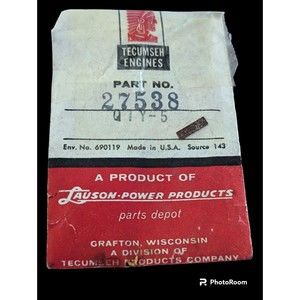 TECUMSEH
ENGINES
PART NO.
27538
QTY-5
Env. No. 690119 Made in U.S.A. Source 143
A PRODUCT OF
LAUSON-POWER PRODUCTS
parts depot
GRAFTON, WISCONSIN
A DIVISION OF
TECUMSEH PRODUCTS COMPANY
PhotoRoom